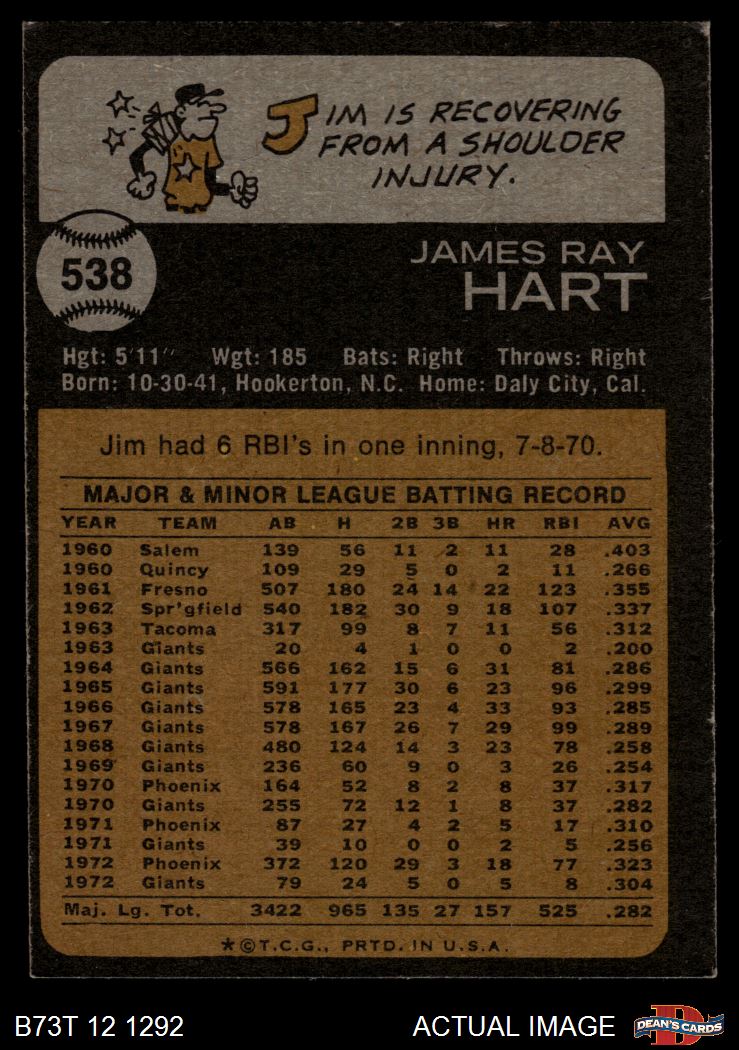 JIM IS RECOVERING
FROM A SHOULDER
INJURY.
538
JAMES RAY
HART
Hgt: 5'11" Wgt: 185 Bats: Right Throws: Right
Born: 10-30-41, Hookerton, N.C. Home: Daly City, Cal.
Jim had 6 RBI's in one inning, 7-8-70.
MAJOR & MINOR LEAGUE BATTING RECORD
YEAR TEAM AB H 2B 3B HR RBI AVG
1960 Salem 139 56 11 2 11 28 .403
1960 Quincy 109 29 5 0 2 11 .266
1961 Fresno 507 180 24 14 22 123 .355
1962 Spr'gfield 540 182 30 9 18 107 .337
1963 Tacoma 317 99 8 7 11 56 .312
1963 Giants 20 4 1 0 0 2 .200
1964 Giants 566 162 15 6 31 81 .286
1965 Giants 591 177 30 6 23 96 .299
1966 Giants 578 165 23 4 33 93 .285
1967 Giants 578 167 26 7 29 99 .289
1968 Giants 480 124 14 3 23 78 .258
1969 Giants 236 60 9 0 3 26 .254
1970 Phoenix 164 52 8 2 8 37 .317
1970 Giants 255 72 12 1 8 37 .282
1971 Phoenix 87 27 4 2 5 17 .310
1971 Giants 39 10 0 0 2 5 .256
1972 Phoenix 372 120 29 3 18 77 .323
1972 Giants 79 24 5 0 5 8 .304
Maj. Lg. Tot. 3422 965 135 27 157 525 .282
★©T.C.G., PRTD. IN U.S.A.
B73T 12 1292 ACTUAL IMAGE D DEAN'S CARDS